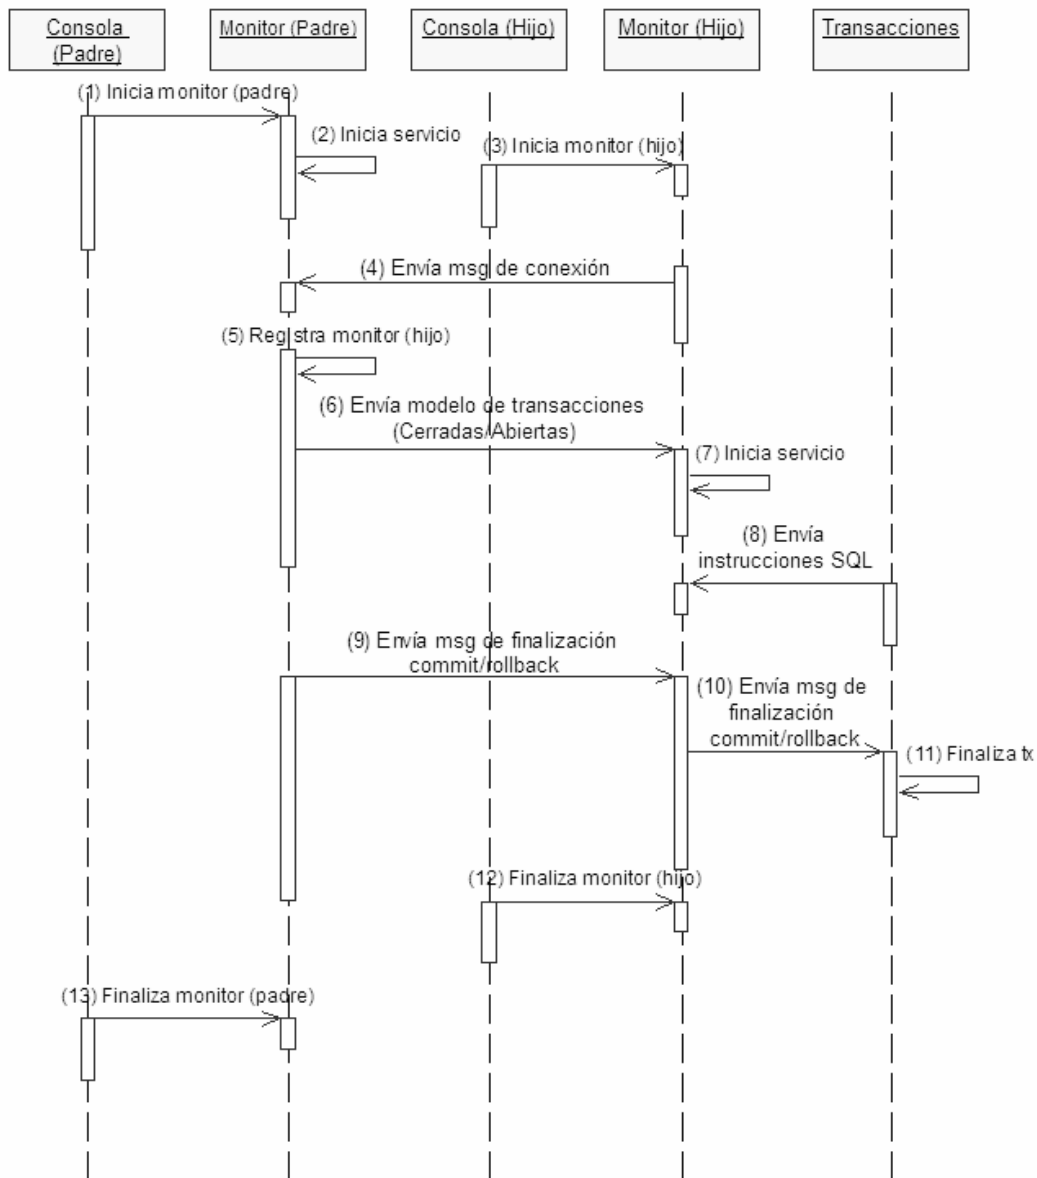 Consola
(Padre)
Monitor (Padre)
Consola (Hijo)
Monitor (Hijo)
Transacciones
(1) Inicia monitor (padre)
(2) Inicia servicio
(3) Inicia monitor (hijo)
(4) Envía msg de conexión
(5) Registra monitor (hijo)
(6) Envía modelo de transacciones
(Cerradas/Abiertas)
(7) Inicia servicio
(8) Envía
instrucciones SQL
(9) Envía msg de finalización
commit/rollback
(10) Envía msg de
finalización
commit/rollback
(11) Finaliza tx
(12) Finaliza monitor (hijo)
(13) Finaliza monitor (padre)